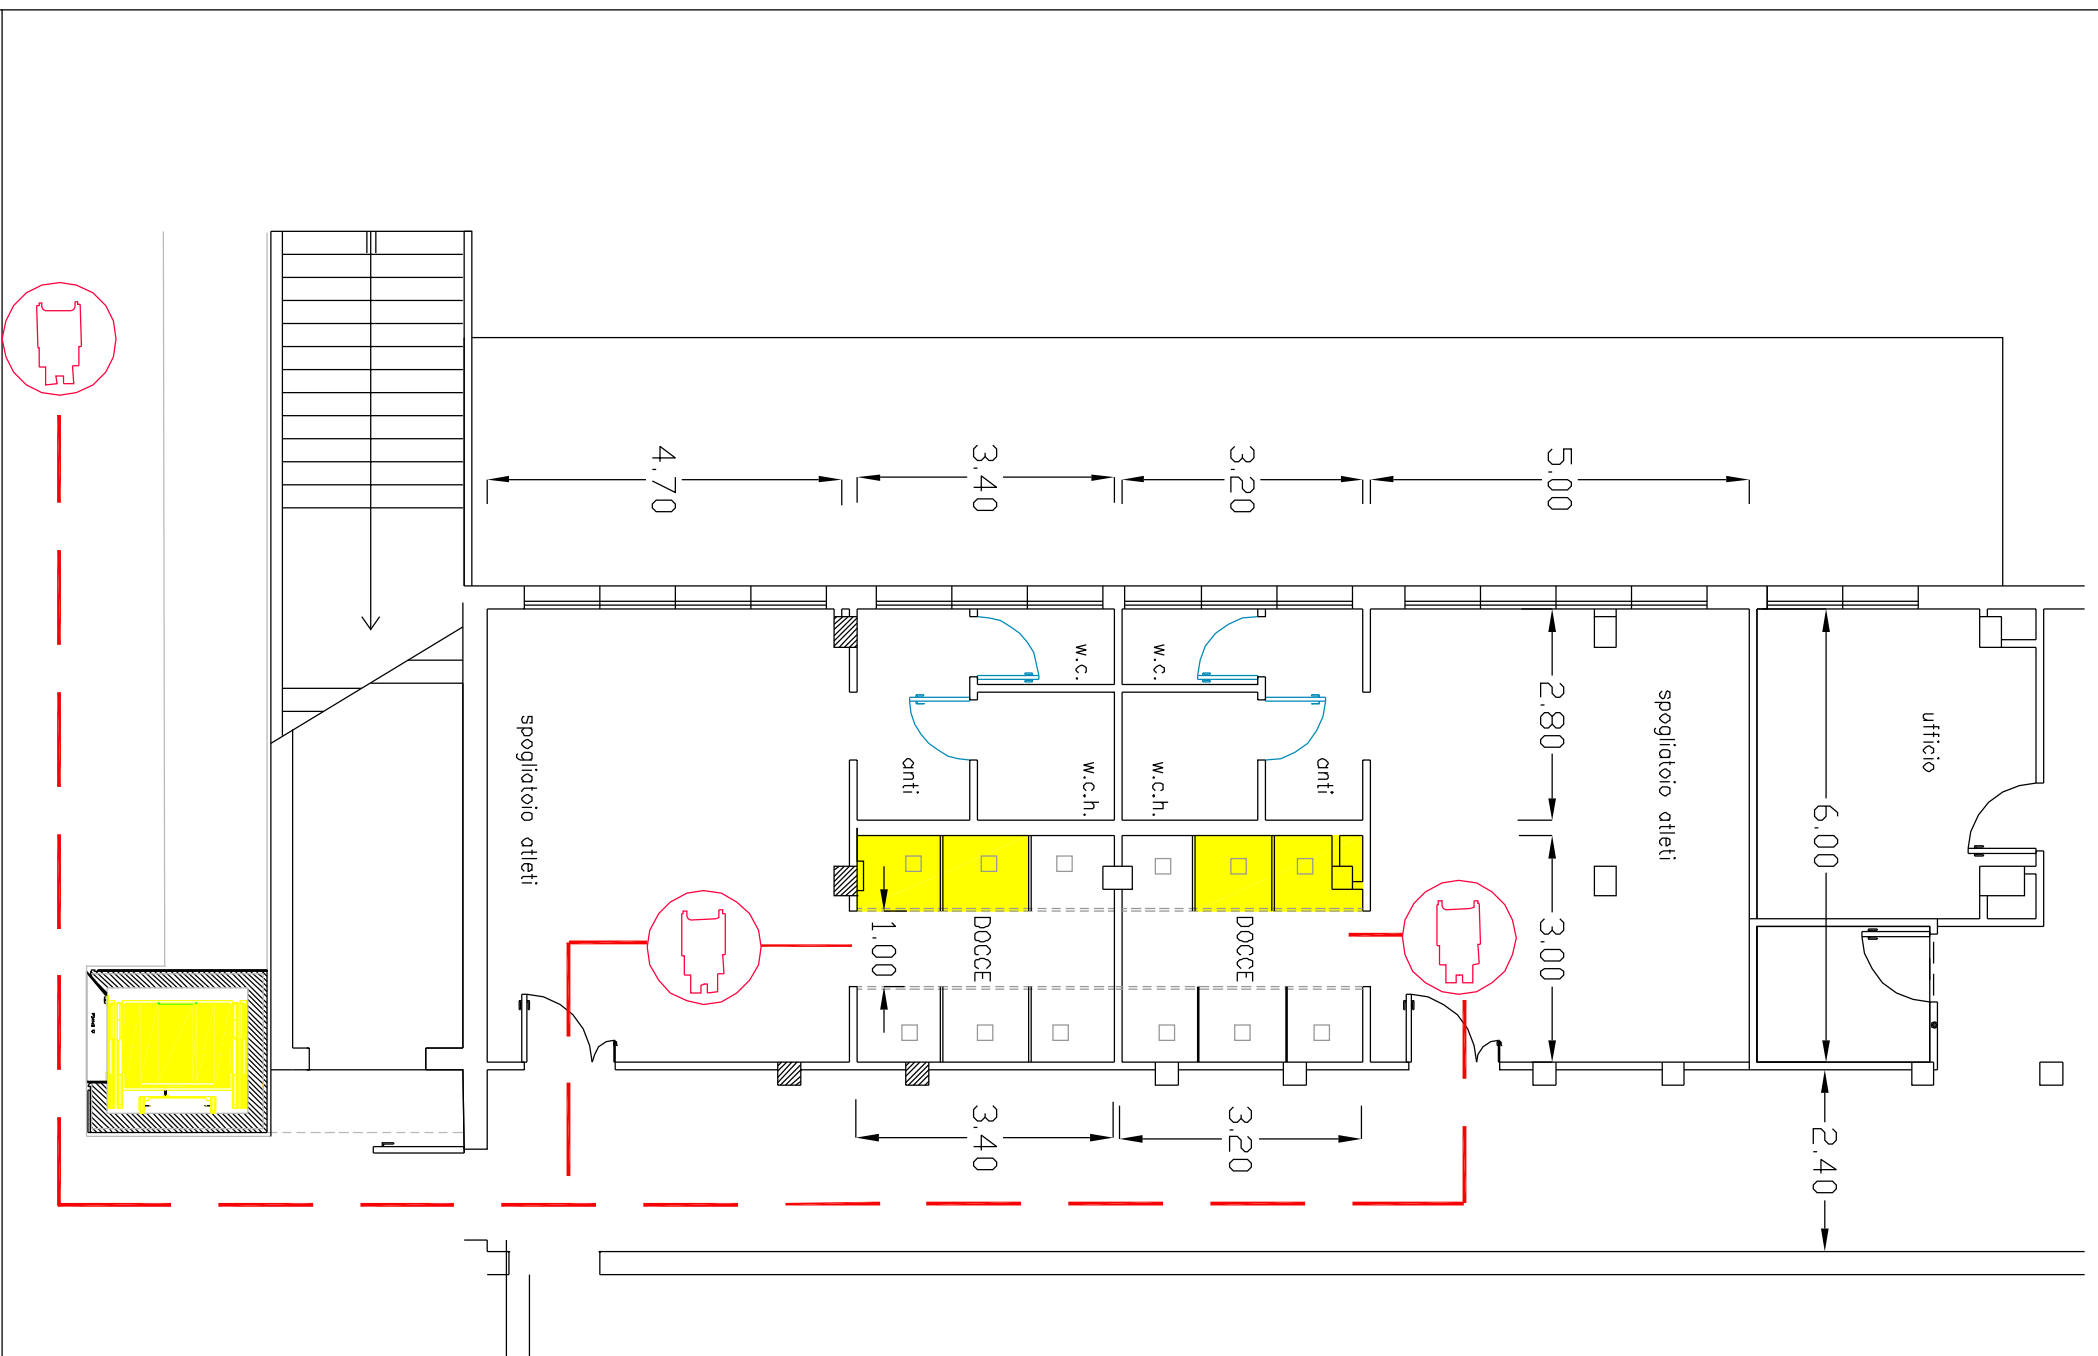 4.70
3.40
3.20
5.00
w.c.
w.c.
2.80
spogliatoio atleti
ufficio
spogliatoio atleti
anti
w.c.h.
w.c.h.
anti
6.00
1.00
DOCCE
DOCCE
3.00
3.40
3.20
2.40